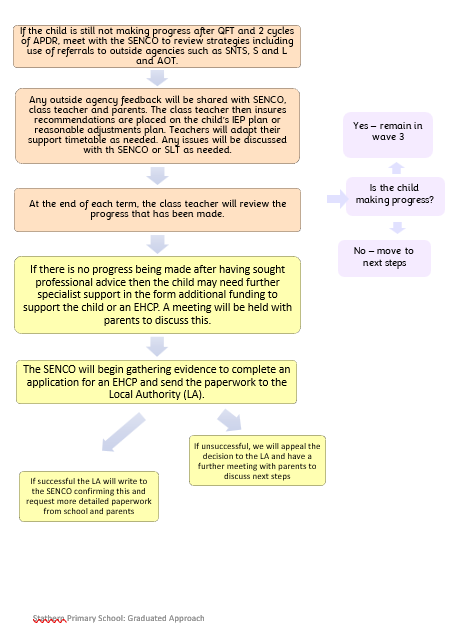 If the child is still not making progress after QFT and 2 cycles
of APDR, meet with the SENCO to review strategies including
use of referrals to outside agencies such as SNTS, S and L
and AOT.
Any outside agency feedback will be shared with SENCO,
class teacher and parents. The class teacher then insures
recommendations are placed on the child's IEP plan or
reasonable adjustments plan. Teachers will adapt their
support timetable as needed. Any issues will be discussed
with th SENCO or SLT as needed.
Yes – remain in
wave 3
Is the child
making progress?
No – move to
next steps
At the end of each term, the class teacher will review the
progress that has been made.
If there is no progress being made after having sought
professional advice then the child may need further
specialist support in the form additional funding to
support the child or an EHCP. A meeting will be held with
parents to discuss this.
The SENCO will begin gathering evidence to complete an
application for an EHCP and send the paperwork to the
Local Authority (LA).
If unsuccessful, we will appeal the
decision to the LA and have a
further meeting with parents to
discuss next steps
If successful the LA will write to
the SENCO confirming this and
request more detailed paperwork
from school and parents
Stathern Primary School: Graduated Approach